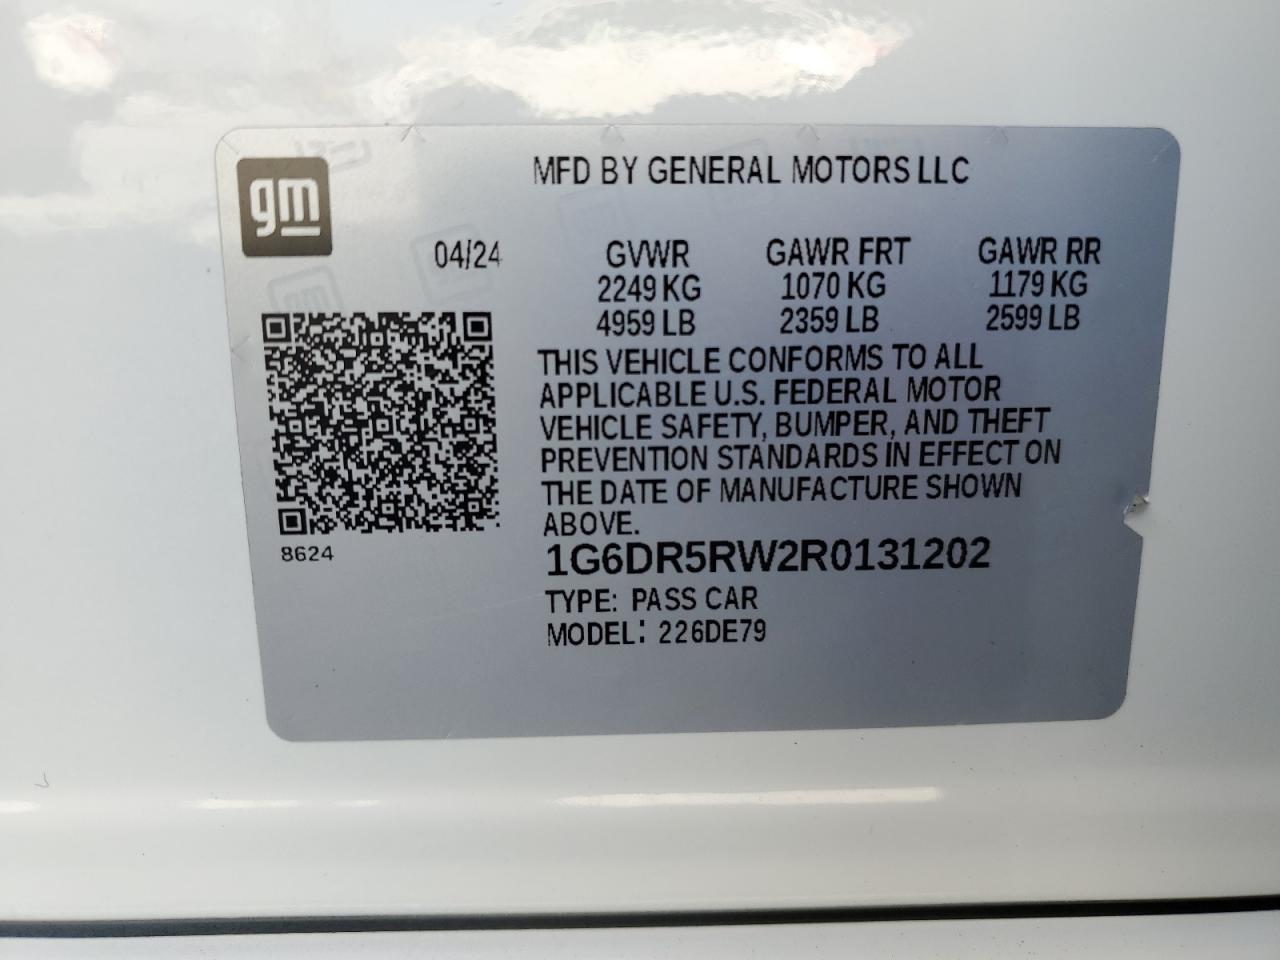 gm
MFD BY GENERAL MOTORS LLC
04/24 GVWR GAWR FRT GAWR RR
2249 KG 1070 KG 1179 KG
4959 LB 2359 LB 2599 LB
THIS VEHICLE CONFORMS TO ALL
APPLICABLE U.S. FEDERAL MOTOR
VEHICLE SAFETY, BUMPER, AND THEFT
PREVENTION STANDARDS IN EFFECT ON
THE DATE OF MANUFACTURE SHOWN
ABOVE.
8624
1G6DR5RW2R0131202
TYPE: PASS CAR
MODEL: 226DE79